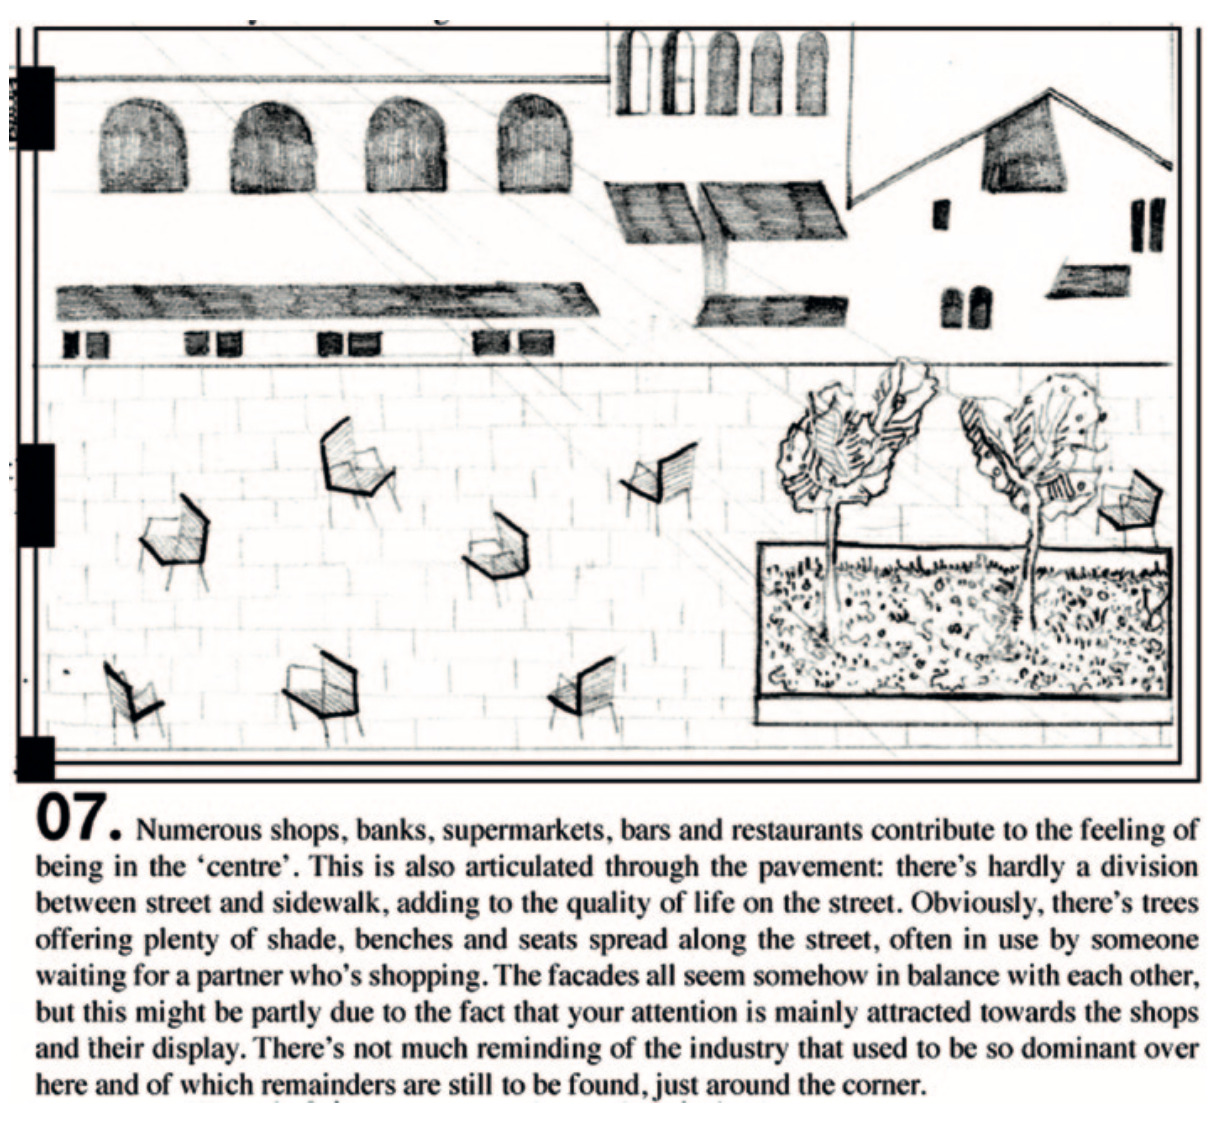 07. Numerous shops, banks, supermarkets, bars and restaurants contribute to the feeling of
being in the ‘centre’. This is also articulated through the pavement: there’s hardly a division
between street and sidewalk, adding to the quality of life on the street. Obviously, there’s trees
offering plenty of shade, benches and seats spread along the street, often in use by someone
waiting for a partner who’s shopping. The facades all seem somehow in balance with each other,
but this might be partly due to the fact that your attention is mainly attracted towards the shops
and their display. There’s not much reminding of the industry that used to be so dominant over
here and of which remainders are still to be found, just around the corner.